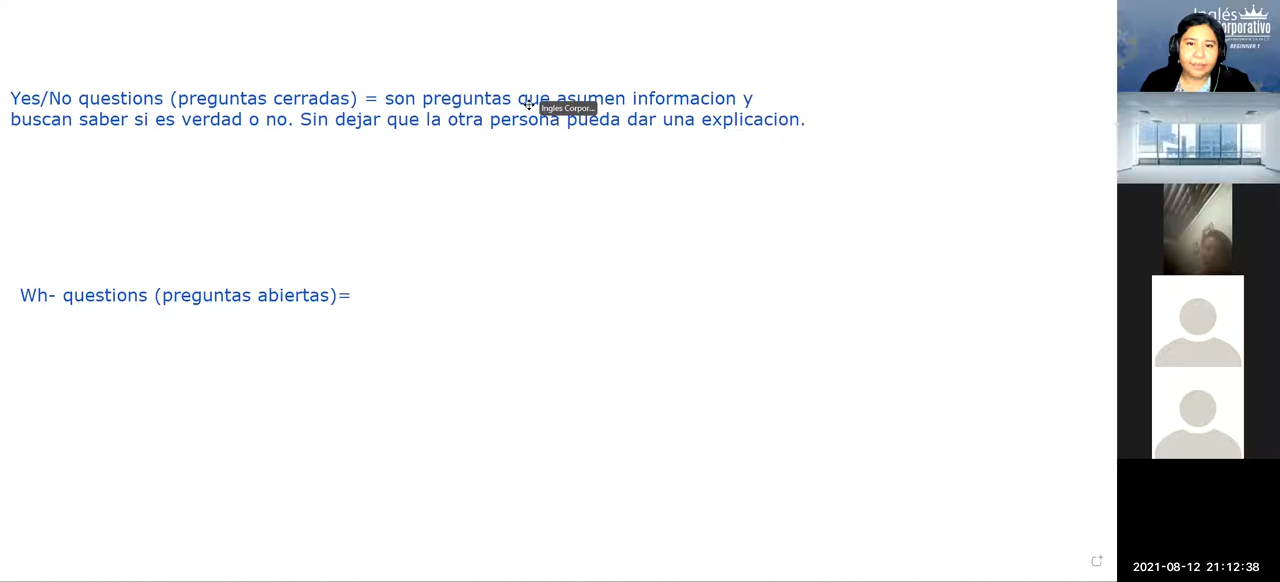 Yes/No questions (preguntas cerradas) = son preguntas que asumen informacion y
buscan saber si es verdad o no. Sin dejar que la otra persona pueda dar una explicacion.
Ingles Corpor...
Wh- questions (preguntas abiertas)=
Inglés
Corporativo
BEGINNER 1
2021-08-12 21:12:38